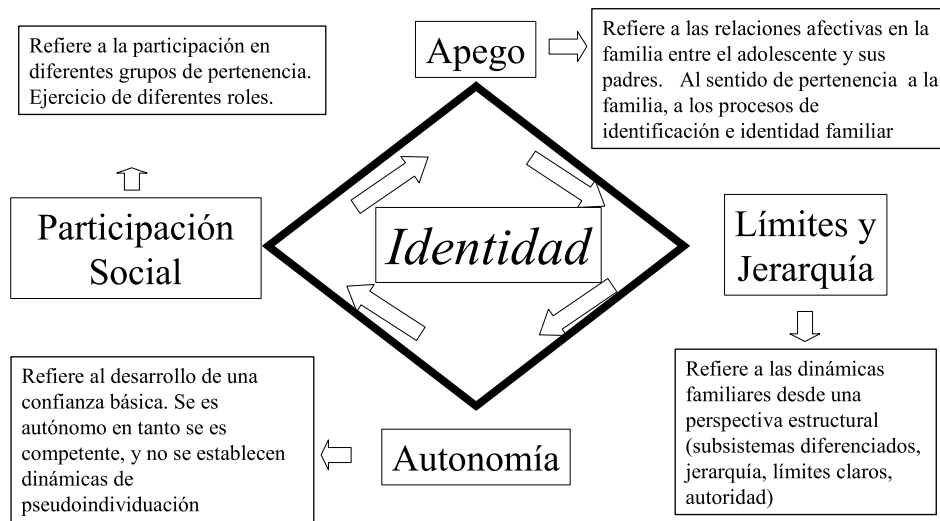 Refiere a la participación en
diferentes grupos de pertenencia.
Ejercicio de diferentes roles.
Apego
Refiere a las relaciones afectivas en la
familia entre el adolescente y sus
padres. Al sentido de pertenencia a la
familia, a los procesos de
identificación e identidad familiar
Participación
Social
Identidad
Límites y
Jerarquía
Refiere al desarrollo de una
confianza básica. Se es
autónomo en tanto se es
competente, y no se establecen
dinámicas de
pseudoindividuación
Autonomía
Refiere a las dinámicas
familiares desde una
perspectiva estructural
(subsistemas diferenciados,
jerarquía, límites claros,
autoridad)